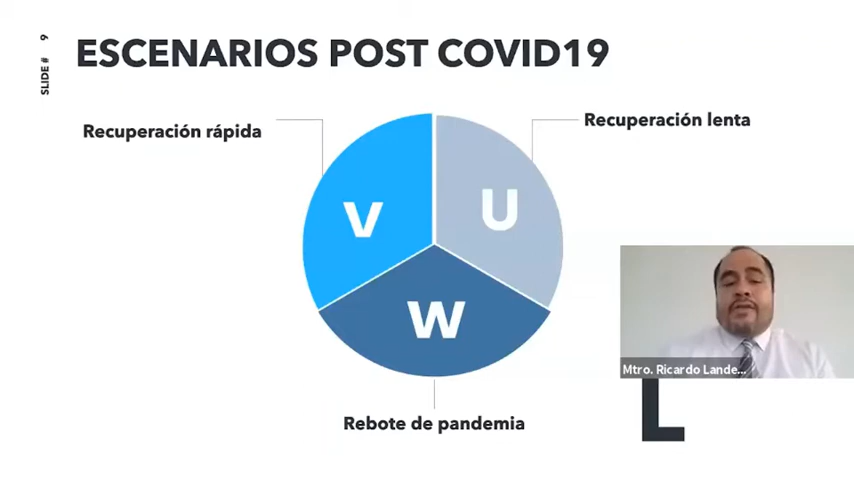 SLIDE # 9
ESCENARIOS POST COVID19
Recuperación rápida
Recuperación lenta
V
U
W
Mtro. Ricardo Lande...
Rebote de pandemia
L